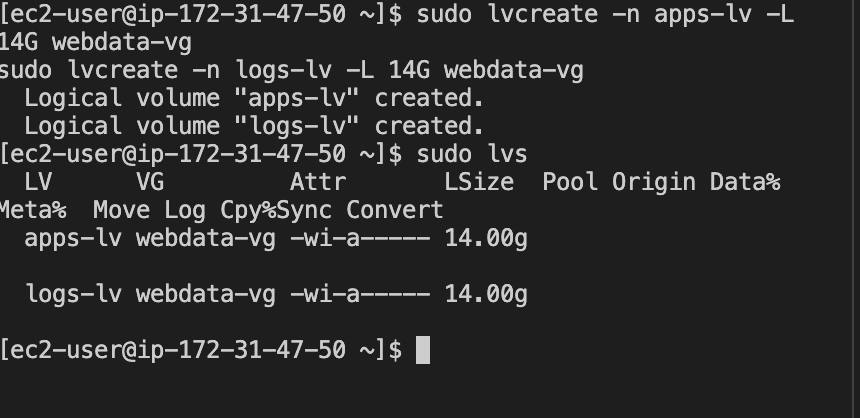 [ec2-user@ip-172-31-47-50 ~]$ sudo lvcreate -n apps-lv -L
14G webdata-vg
sudo lvcreate -n logs-lv -L 14G webdata-vg
  Logical volume "apps-lv" created.
  Logical volume "logs-lv" created.
[ec2-user@ip-172-31-47-50 ~]$ sudo lvs
  LV      VG         Attr       LSize  Pool Origin Data%
Meta%  Move Log Cpy%Sync Convert
  apps-lv webdata-vg -wi-a----- 14.00g
  logs-lv webdata-vg -wi-a----- 14.00g
[ec2-user@ip-172-31-47-50 ~]$